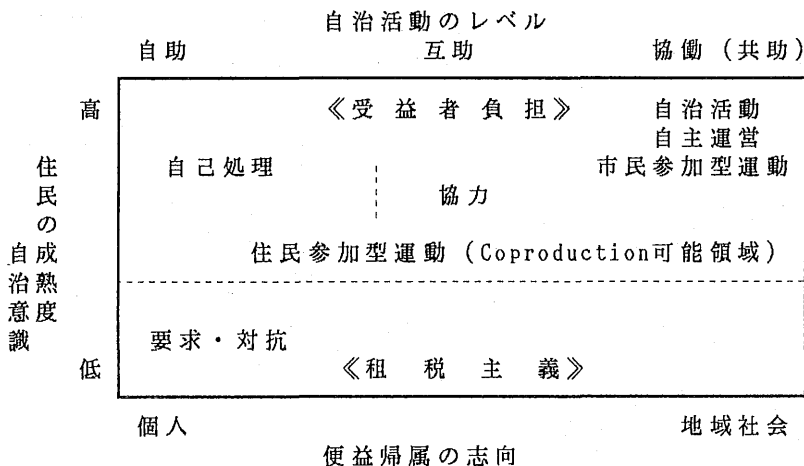 自治活動のレベル
自助 互助 協働(共助)
高 《受益者負担》 自治活動
自主運営
自己処理 市民参加型運動
協力
住民参加型運動(Coproduction可能領域)
住民の成熟度
自治意識
要求・対抗
低 《租税主義》
個人 地域社会
便益帰属の志向